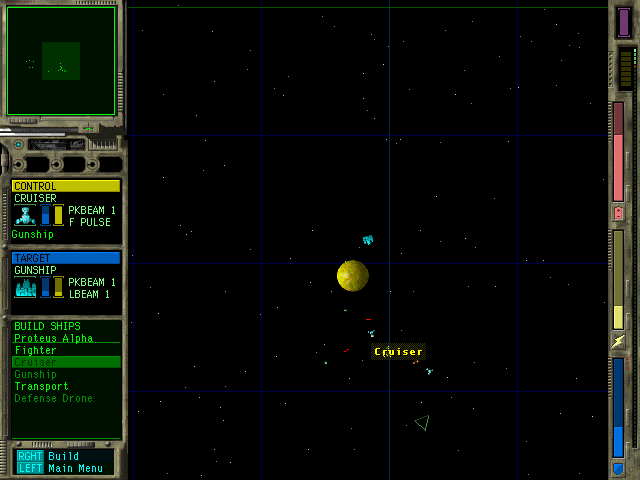 CONTROL
CRUISER
PKBEAM 1
F PULSE
Gunship
TARGET
GUNSHIP
PKBEAM 1
LBEAM 1
BUILD SHIPS
Proteus Alpha
Fighter
Cruiser
Gunship
Transport
Defense Drone
RGHT Build
LEFT Main Menu
Cruiser